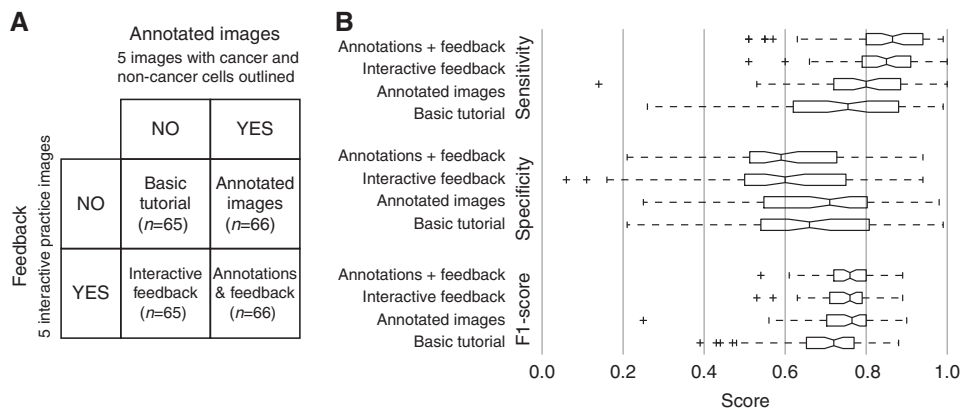 A
Annotated images
5 images with cancer and
non-cancer cells outlined
NO
YES
Feedback
5 interactive practice images
NO
Basic
tutorial
(n=65)
Annotated
images
(n=66)
YES
Interactive
feedback
(n=65)
Annotations
& feedback
(n=66)
B
Sensitivity
Annotations + feedback
Interactive feedback
Annotated images
Basic tutorial
Specificity
Annotations + feedback
Interactive feedback
Annotated images
Basic tutorial
F1-score
Annotations + feedback
Interactive feedback
Annotated images
Basic tutorial
0.0
0.2
0.4
0.6
0.8
1.0
Score